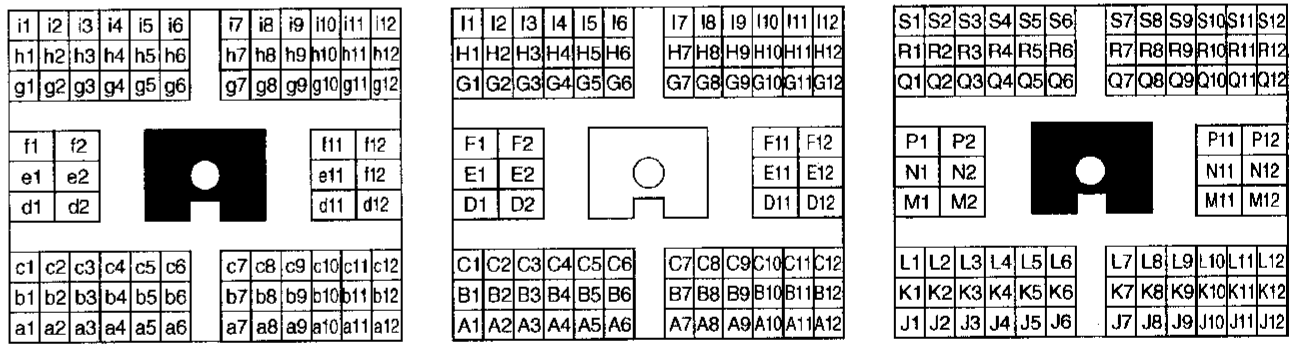 i1 i2 i3 i4 i5 i6 i7 i8 i9 i10 i11 i12
h1 h2 h3 h4 h5 h6 h7 h8 h9 h10 h11 h12
g1 g2 g3 g4 g5 g6 g7 g8 g9 g10 g11 g12
f1 f2 f11 f12
e1 e2 e11 f12
d1 d2 d11 d12
c1 c2 c3 c4 c5 c6 c7 c8 c9 c10 c11 c12
b1 b2 b3 b4 b5 b6 b7 b8 b9 b10 b11 b12
a1 a2 a3 a4 a5 a6 a7 a8 a9 a10 a11 a12
I1 I2 I3 I4 I5 I6 I7 I8 I9 I10 I11 I12
H1 H2 H3 H4 H5 H6 H7 H8 H9 H10 H11 H12
G1 G2 G3 G4 G5 G6 G7 G8 G9 G10 G11 G12
F1 F2 F11 F12
E1 E2 E11 E12
D1 D2 D11 D12
C1 C2 C3 C4 C5 C6 C7 C8 C9 C10 C11 C12
B1 B2 B3 B4 B5 B6 B7 B8 B9 B10 B11 B12
A1 A2 A3 A4 A5 A6 A7 A8 A9 A10 A11 A12
S1 S2 S3 S4 S5 S6 S7 S8 S9 S10 S11 S12
R1 R2 R3 R4 R5 R6 R7 R8 R9 R10 R11 R12
Q1 Q2 Q3 Q4 Q5 Q6 Q7 Q8 Q9 Q10 Q11 Q12
P1 P2 P11 P12
N1 N2 N11 N12
M1 M2 M11 M12
L1 L2 L3 L4 L5 L6 L7 L8 L9 L10 L11 L12
K1 K2 K3 K4 K5 K6 K7 K8 K9 K10 K11 K12
J1 J2 J3 J4 J5 J6 J7 J8 J9 J10 J11 J12